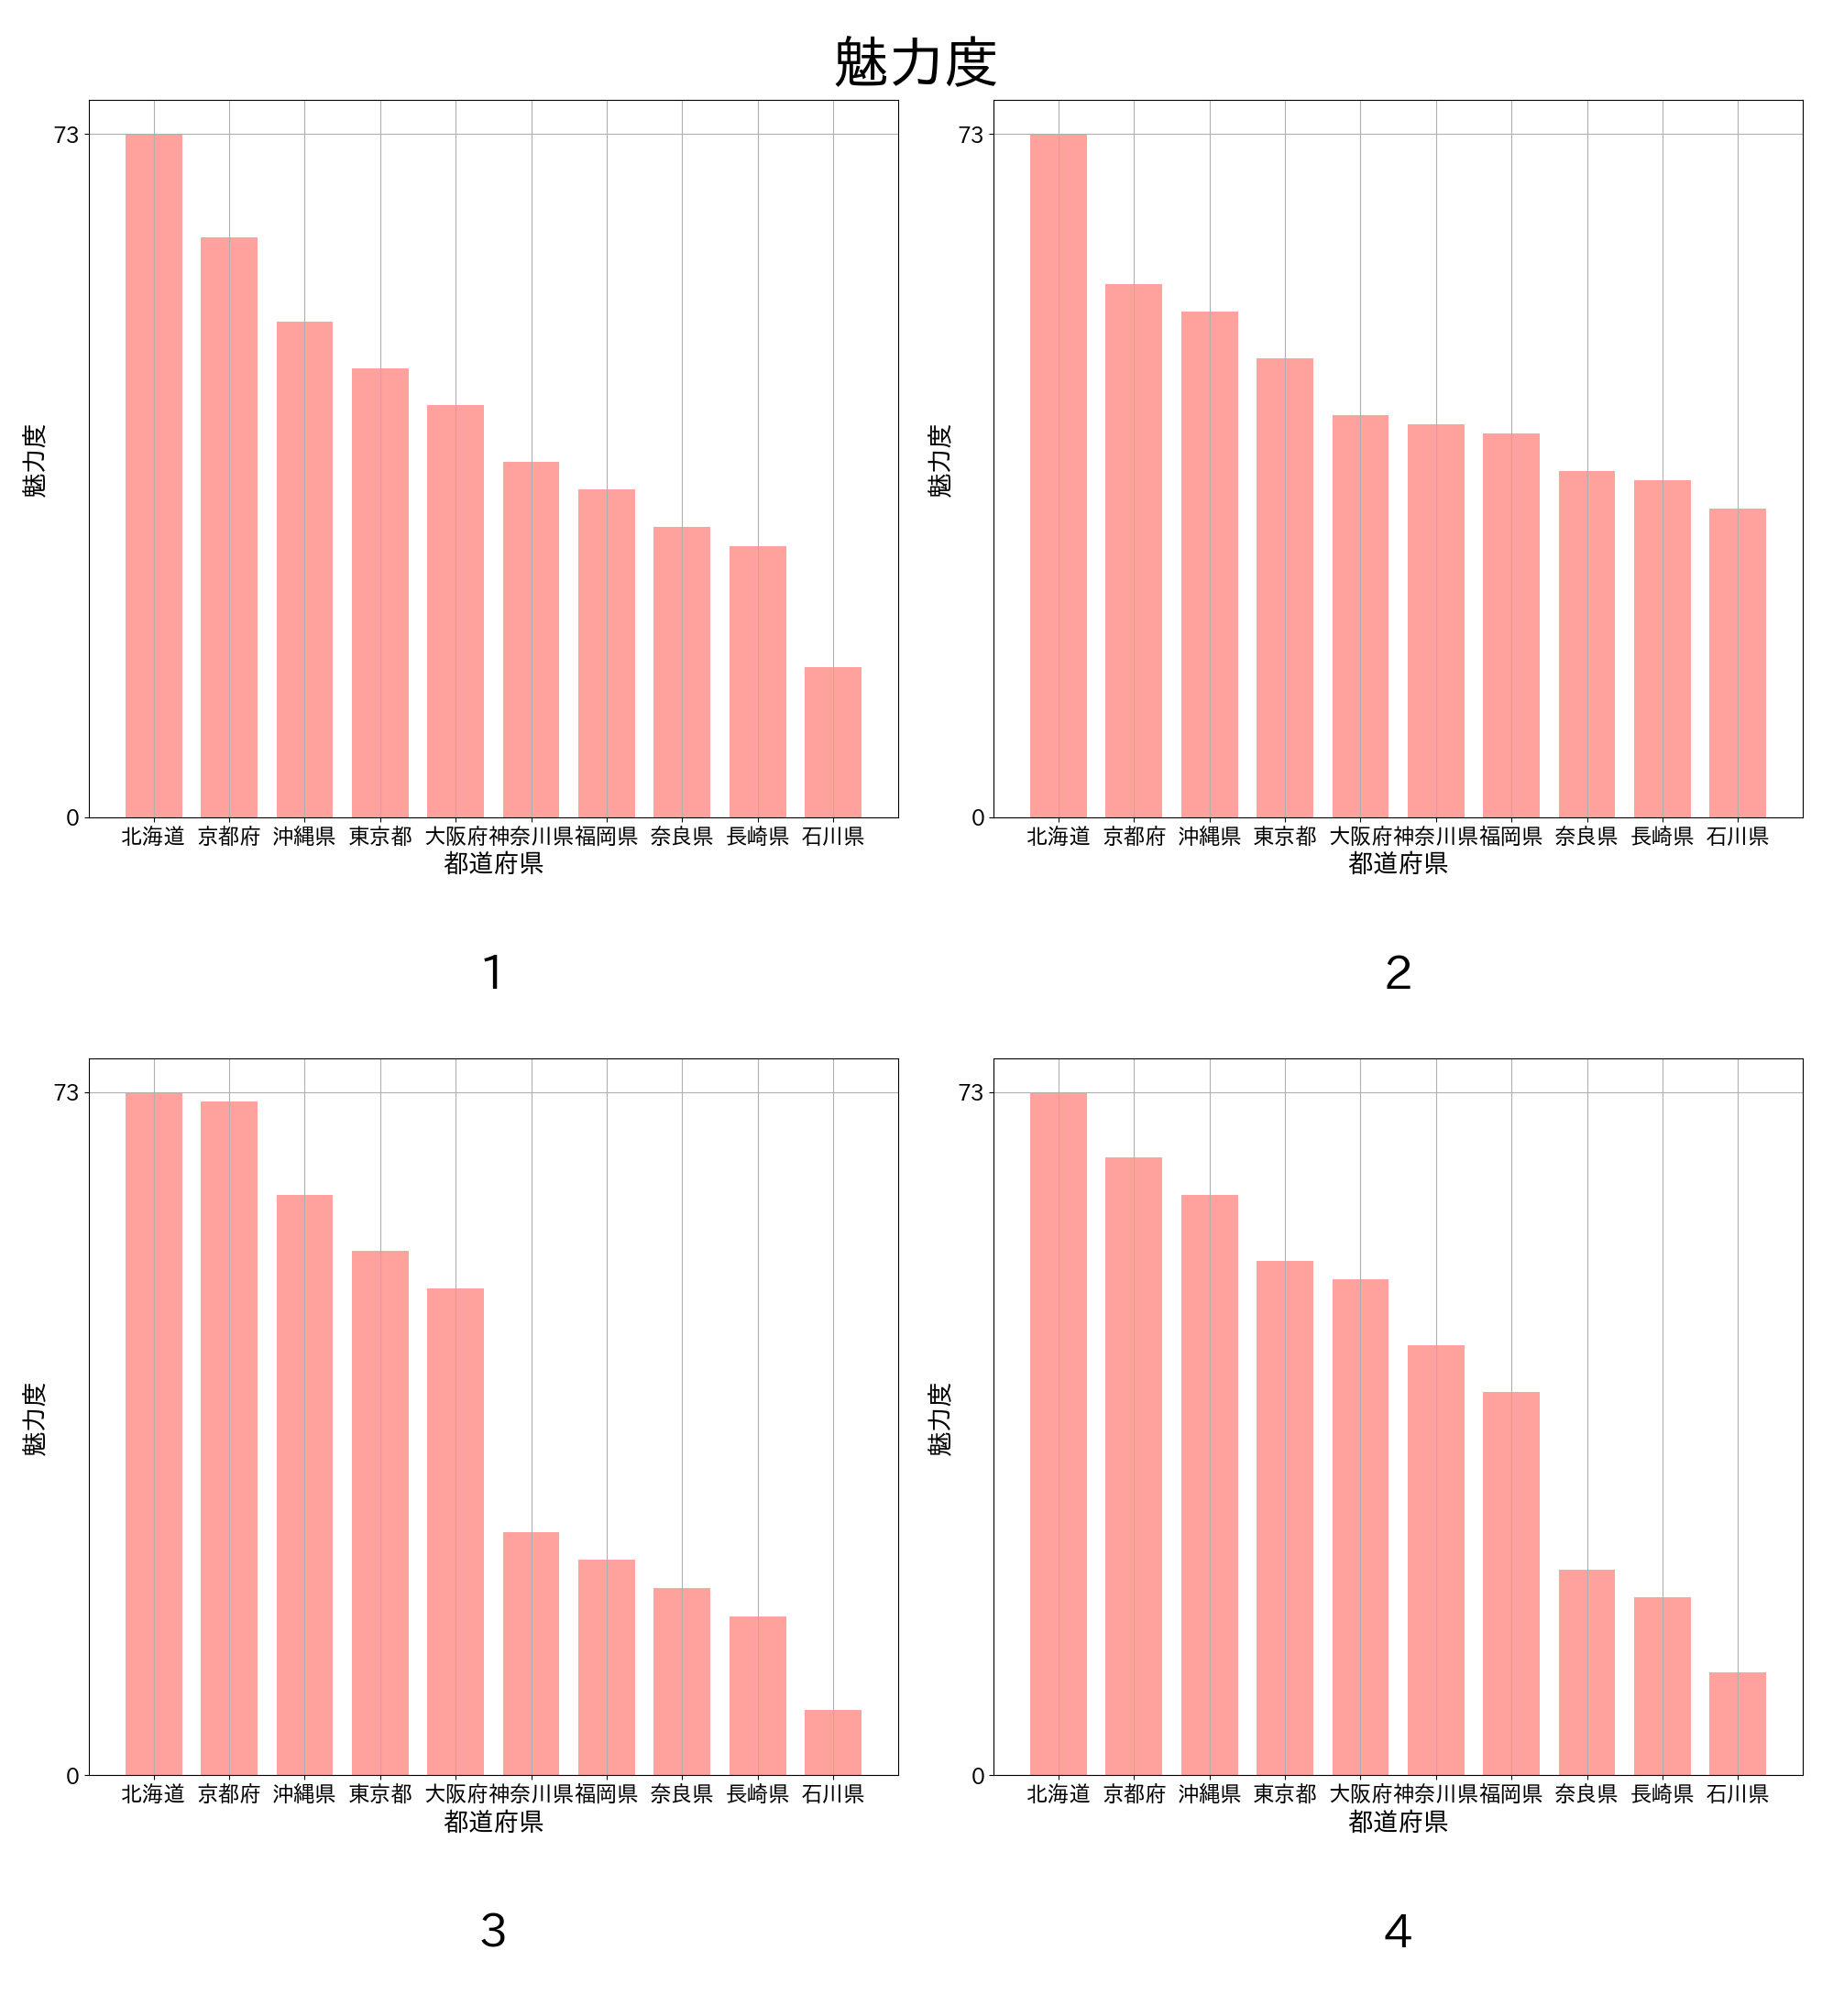 魅力度
73
0
魅力度
北海道 京都府 沖縄県 東京都 大阪府 神奈川県 福岡県 奈良県 長崎県 石川県
都道府県
1
73
0
魅力度
北海道 京都府 沖縄県 東京都 大阪府 神奈川県 福岡県 奈良県 長崎県 石川県
都道府県
2
73
0
魅力度
北海道 京都府 沖縄県 東京都 大阪府 神奈川県 福岡県 奈良県 長崎県 石川県
都道府県
3
73
0
魅力度
北海道 京都府 沖縄県 東京都 大阪府 神奈川県 福岡県 奈良県 長崎県 石川県
都道府県
4